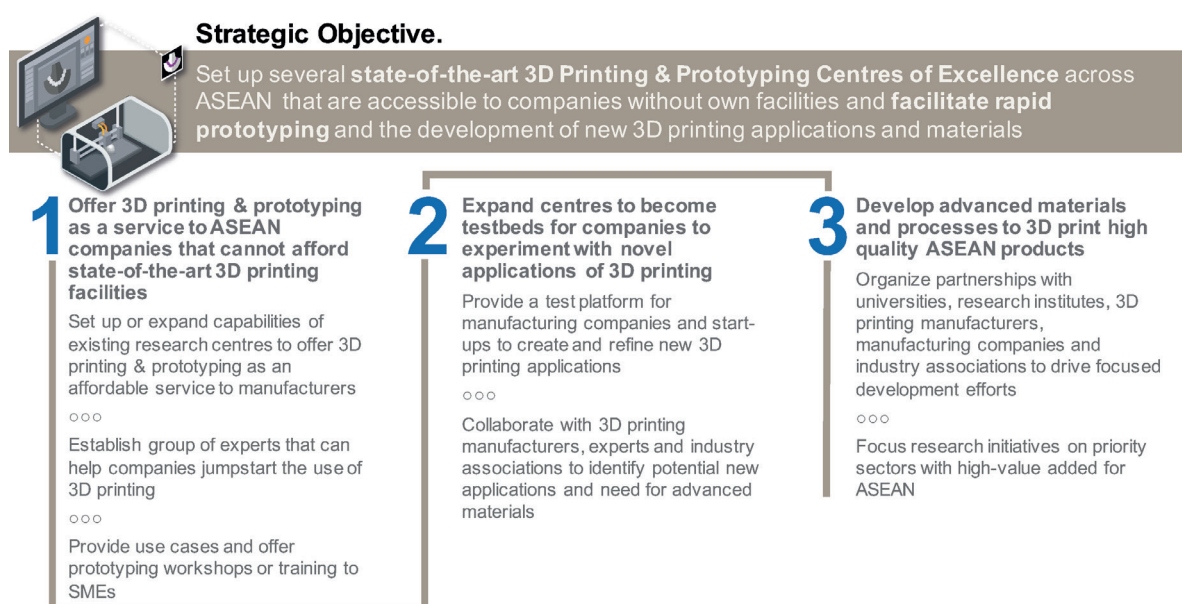 Strategic Objective.
Set up several state-of-the-art 3D Printing & Prototyping Centres of Excellence across
ASEAN that are accessible to companies without own facilities and facilitate rapid
prototyping and the development of new 3D printing applications and materials
1
Offer 3D printing & prototyping
as a service to ASEAN
companies that cannot afford
state-of-the-art 3D printing
facilities
Set up or expand capabilities of
existing research centres to offer 3D
printing & prototyping as an
affordable service to manufacturers
○○○
Establish group of experts that can
help companies jumpstart the use of
3D printing
○○○
Provide use cases and offer
prototyping workshops or training to
SMEs
2
Expand centres to become
testbeds for companies to
experiment with novel
applications of 3D printing
Provide a test platform for
manufacturing companies and start-
ups to create and refine new 3D
printing applications
○○○
Collaborate with 3D printing
manufacturers, experts and industry
associations to identify potential new
applications and need for advanced
materials
3
Develop advanced materials
and processes to 3D print high
quality ASEAN products
Organize partnerships with
universities, research institutes, 3D
printing manufacturers,
manufacturing companies and
industry associations to drive focused
development efforts
○○○
Focus research initiatives on priority
sectors with high-value added for
ASEAN